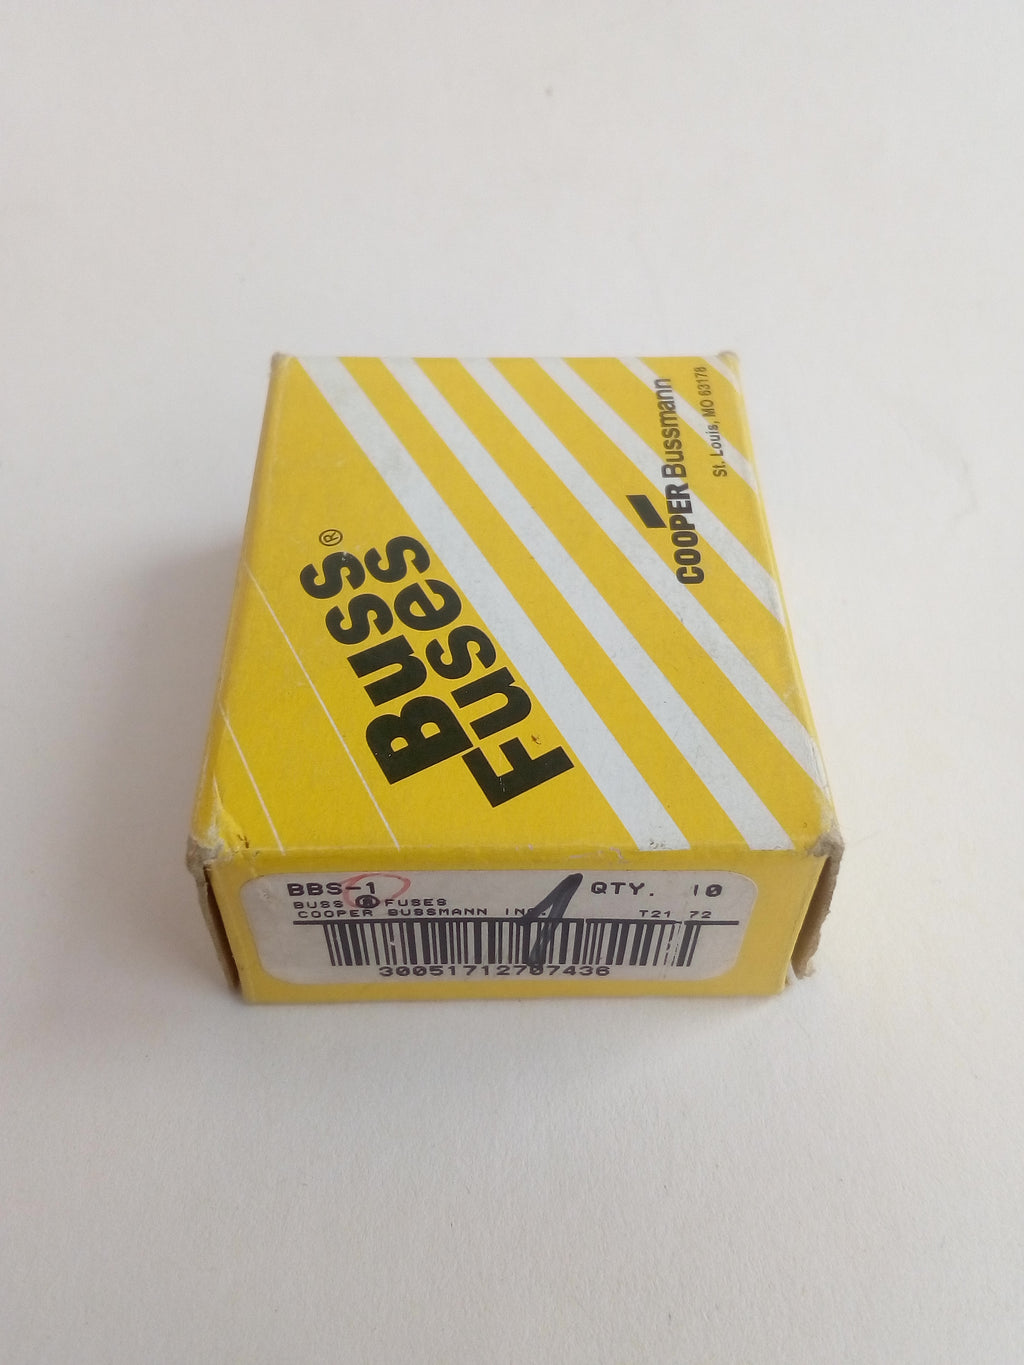 Buss®
Fuses
COOPER Bussmann
St. Louis, MO 63178
BBS-1 QTY. 10
BUSS ® FUSES
COOPER BUSSMANN INC. T21 72
1
30051712707436